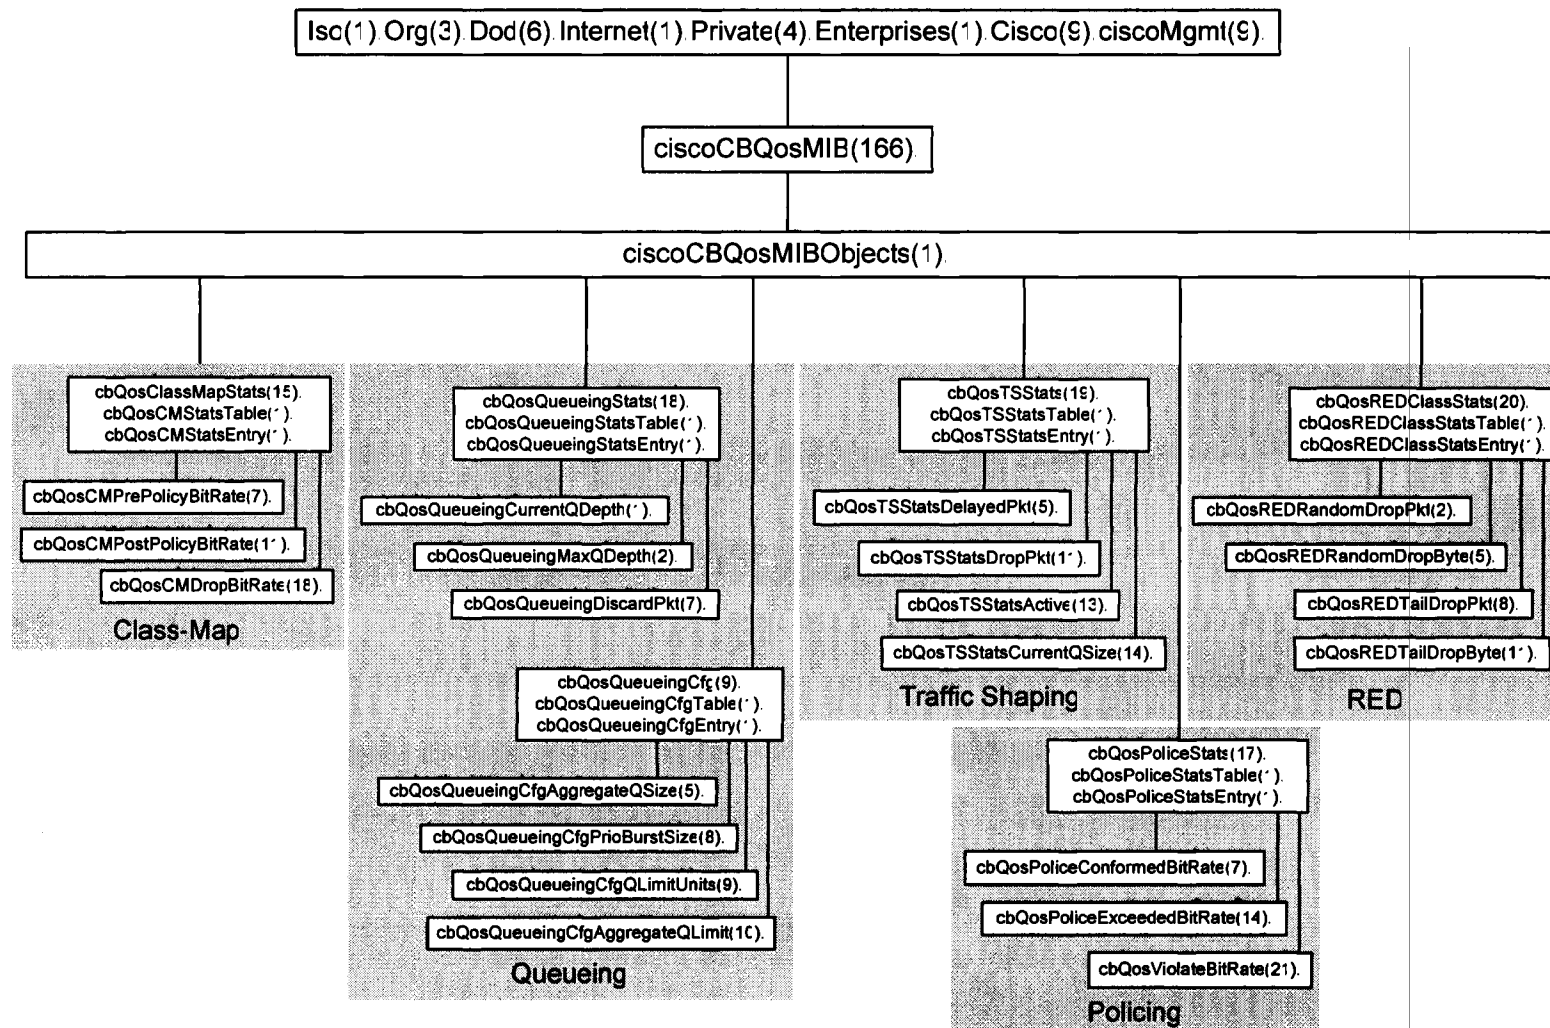 Iso(1).Org(3).Dod(6).Internet(1).Private(4).Enterprises(1).Cisco(9).ciscoMgmt(9).
ciscoCBQosMIB(166).
ciscoCBQosMIBObjects(1).
cbQosClassMapStats(15).
cbQosCMStatsTable(1).
cbQosCMStatsEntry(1).
cbQosCMPrePolicyBitRate(7).
cbQosCMPostPolicyBitRate(11).
cbQosCMDropBitRate(18).
Class-Map
cbQosQueueingStats(18).
cbQosQueueingStatsTable(1).
cbQosQueueingStatsEntry(1).
cbQosQueueingCurrentQDepth(1).
cbQosQueueingMaxQDepth(2).
cbQosQueueingDiscardPkt(7).
cbQosQueueingCfg(9).
cbQosQueueingCfgTable(1).
cbQosQueueingCfgEntry(1).
cbQosQueueingCfgAggregateQSize(5).
cbQosQueueingCfgPrioBurstSize(8).
cbQosQueueingCfgQLimitUnits(9).
cbQosQueueingCfgAggregateQLimit(10).
Queueing
cbQosTSStats(19).
cbQosTSStatsTable(1).
cbQosTSStatsEntry(1).
cbQosTSStatsDelayedPkt(5).
cbQosTSStatsDropPkt(11).
cbQosTSStatsActive(13).
cbQosTSStatsCurrentQSize(14).
Traffic Shaping
cbQosREDClassStats(20).
cbQosREDClassStatsTable(1).
cbQosREDClassStatsEntry(1).
cbQosREDRandomDropPkt(2).
cbQosREDRandomDropByte(5).
cbQosREDTailDropPkt(8).
cbQosREDTailDropByte(11).
RED
cbQosPoliceStats(17).
cbQosPoliceStatsTable(1).
cbQosPoliceStatsEntry(1).
cbQosPoliceConformedBitRate(7).
cbQosPoliceExceededBitRate(14).
cbQosViolateBitRate(21).
Policing